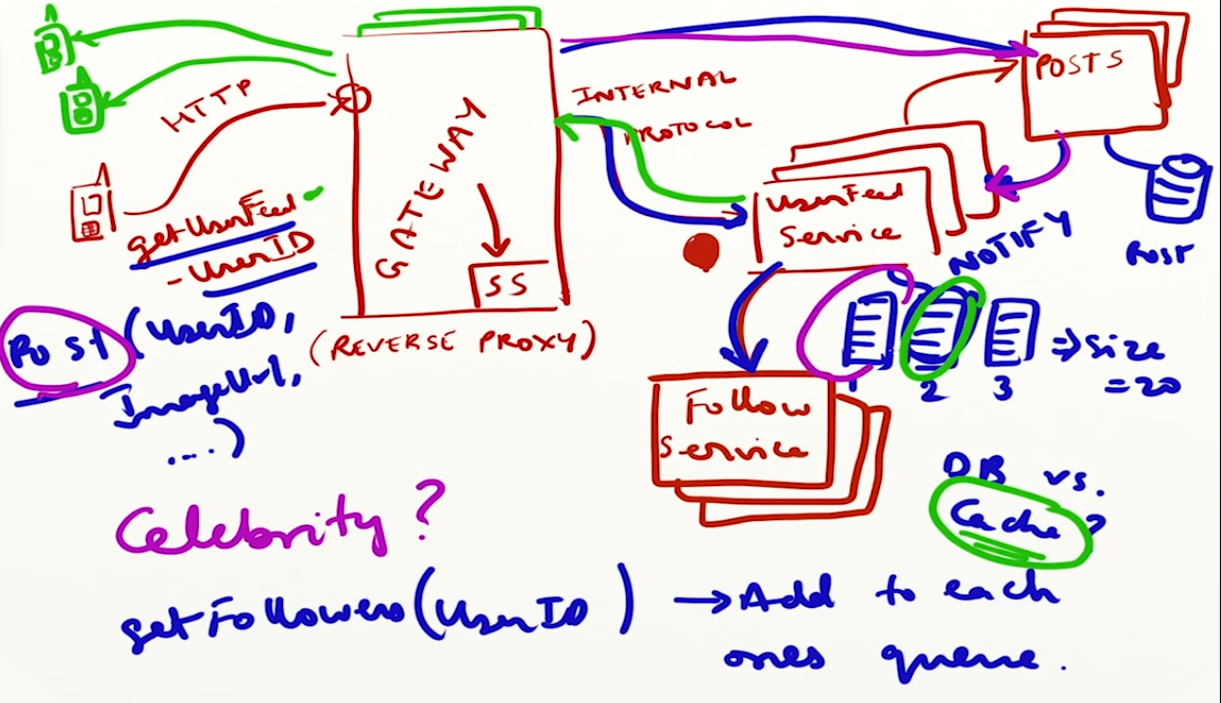 HTTP
getUserFeed
- UserID
Post (UserID,
ImageUrl,
....)
GATEWAY
SS
(REVERSE PROXY)
INTERNAL
PROTOCOL
POSTS
UserFeed
Service
NOTIFY
POST
1 2 3
⇒ Size
= 20
Follow
Service
DB vs.
Cache?
Celebrity?
getFollowers(UserID) → Add to each
ones queue.